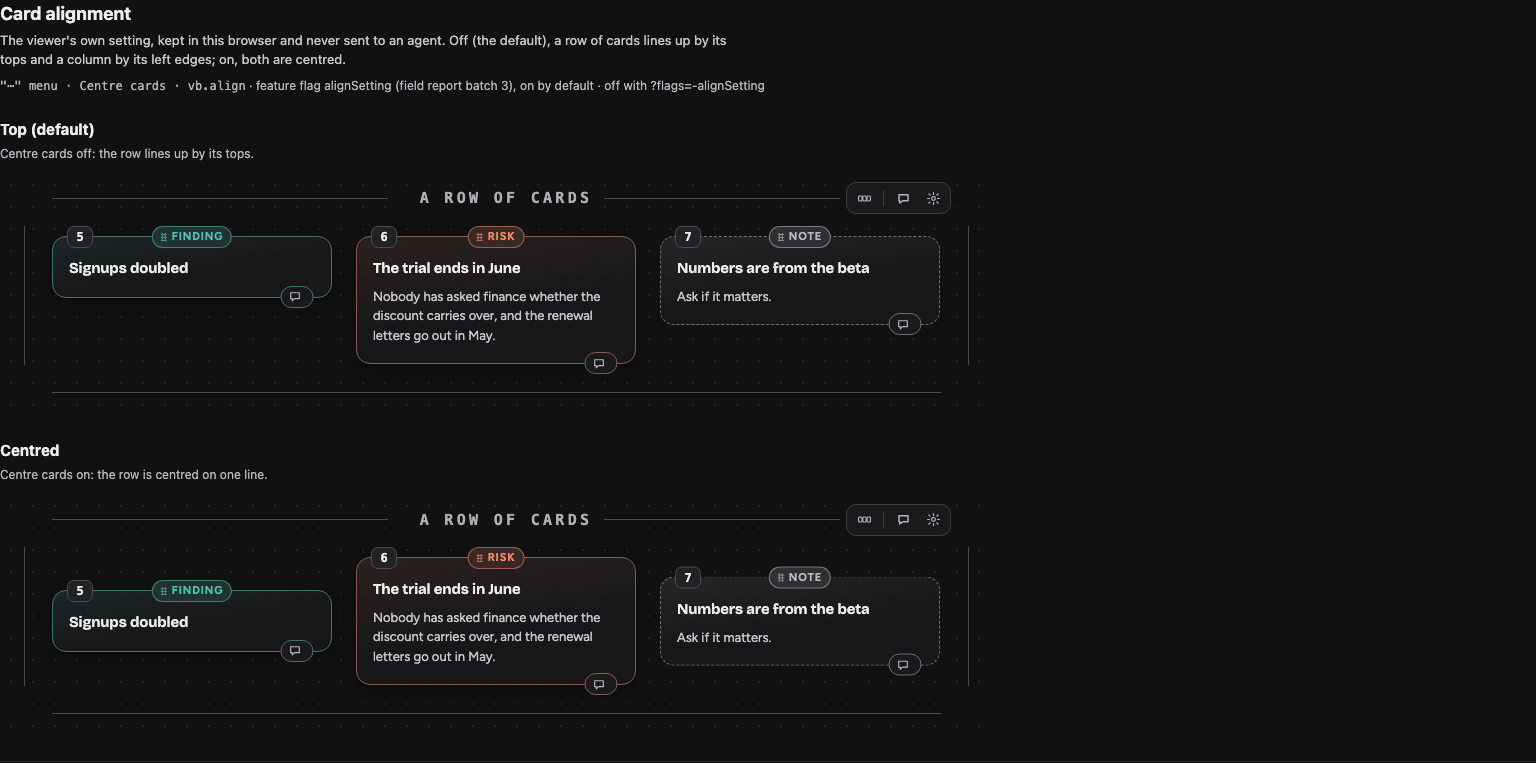 Card alignment
The viewer's own setting, kept in this browser and never sent to an agent. Off (the default), a row of cards lines up by its
tops and a column by its left edges; on, both are centred.
"⋯" menu · Centre cards · vb.align · feature flag alignSetting (field report batch 3), on by default · off with ?flags=-alignSetting
Top (default)
Centre cards off: the row lines up by its tops.
A ROW OF CARDS
5
FINDING
Signups doubled
6
RISK
The trial ends in June
Nobody has asked finance whether the
discount carries over, and the renewal
letters go out in May.
7
NOTE
Numbers are from the beta
Ask if it matters.
Centred
Centre cards on: the row is centred on one line.
A ROW OF CARDS
5
FINDING
Signups doubled
6
RISK
The trial ends in June
Nobody has asked finance whether the
discount carries over, and the renewal
letters go out in May.
7
NOTE
Numbers are from the beta
Ask if it matters.